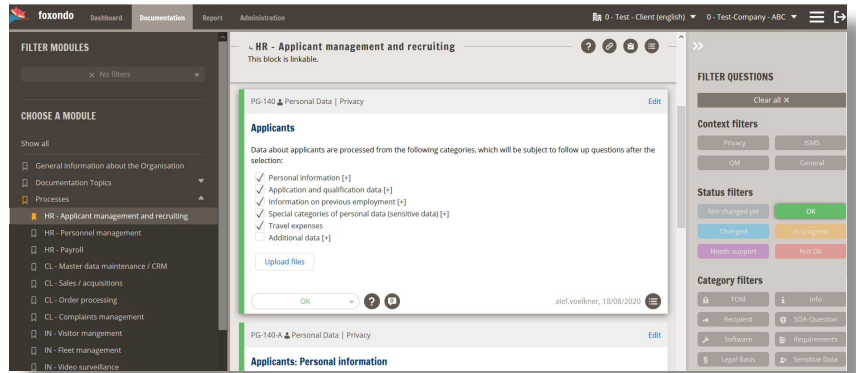 foxondo
Dashboard
Documentation
Report
Administration
0 - Test - Client (english)
0 - Test-Company - ABC
FILTER MODULES
No filters
CHOOSE A MODULE
Show all
General Information about the Organisation
Documentation Topics
Processes
HR - Applicant management and recruiting
HR - Personnel management
HR - Payroll
CL - Master data maintenance / CRM
CL - Sales / acquisitions
CL - Order processing
CL - Complaints management
IN - Visitor mangement
IN - Fleet management
IN - Video surveillance
HR - Applicant management and recruiting
This block is linkable.
PG-140 Personal Data | Privacy
Edit
Applicants
Data about applicants are processed from the following categories, which will be subject to follow up questions after the
selection:
Personal information [+]
Application and qualification data [+]
Information on previous employment [+]
Special categories of personal data (sensitive data) [+]
Travel expenses
Additional data [+]
Upload files
OK
alef.voelkner, 18/08/2020
PG-140-A Personal Data | Privacy
Edit
Applicants: Personal information
FILTER QUESTIONS
Clear all X
Context filters
Privacy
ISMS
QM
General
Status filters
Not changed yet
OK
Changed
In progress
Needs support
Not OK
Category filters
TOM
Info
Recipient
SOA-Question
Software
Requirements
Legal Basis
Sensitive Data